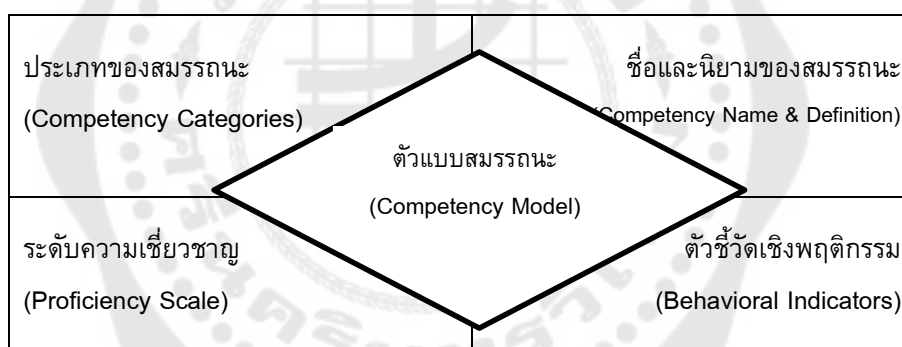 ประเภทของสมรรถนะ
(Competency Categories)
ชื่อและนิยามของสมรรถนะ
(Competency Name & Definition)
ตัวแบบสมรรถนะ
(Competency Model)
ระดับความเชี่ยวชาญ
(Proficiency Scale)
ตัวชี้วัดเชิงพฤติกรรม
(Behavioral Indicators)